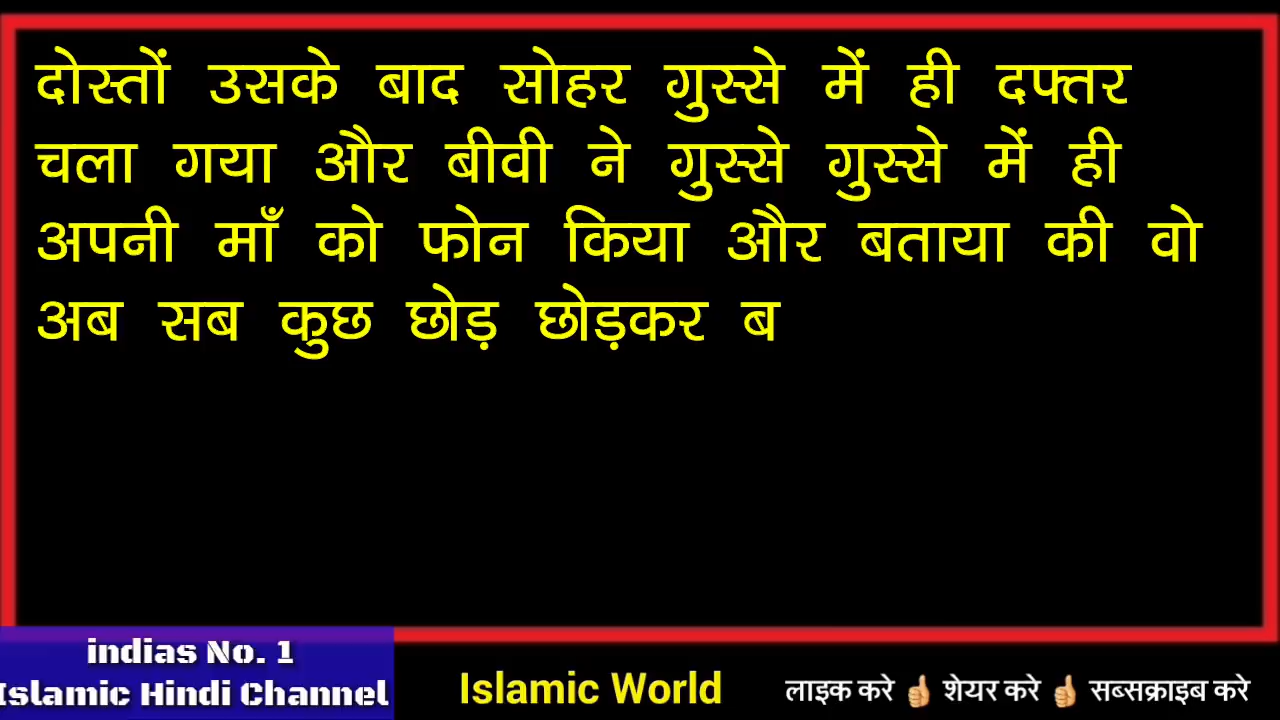 दोस्तों उसके बाद सोहर गुस्से में ही दफ्तर
चला गया और बीवी ने गुस्से गुस्से में ही
अपनी माँ को फोन किया और बताया की वो
अब सब कुछ छोड़ छोड़कर ब
indias No. 1
Islamic Hindi Channel
Islamic World
लाइक करे 👍 शेयर करे 👍 सब्सक्राइब करे